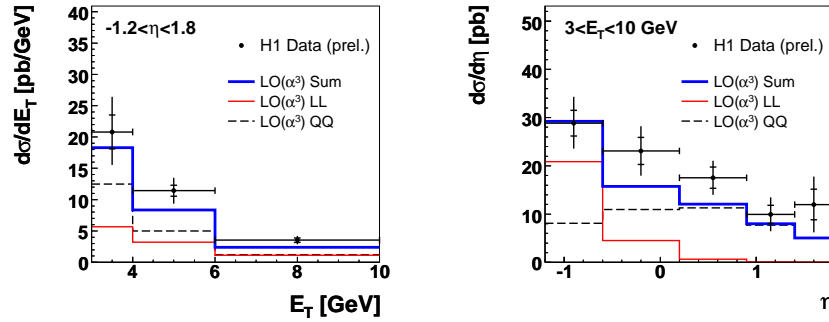 -1.2<η<1.8
dσ/dE_T [pb/GeV]
H1 Data (prel.)
LO(α³) Sum
LO(α³) LL
LO(α³) QQ
40
35
30
25
20
15
10
5
0
4 6 8 10
E_T [GeV]
3<E_T<10 GeV
dσ/dη [pb]
H1 Data (prel.)
LO(α³) Sum
LO(α³) LL
LO(α³) QQ
50
40
30
20
10
0
-1 0 1
η